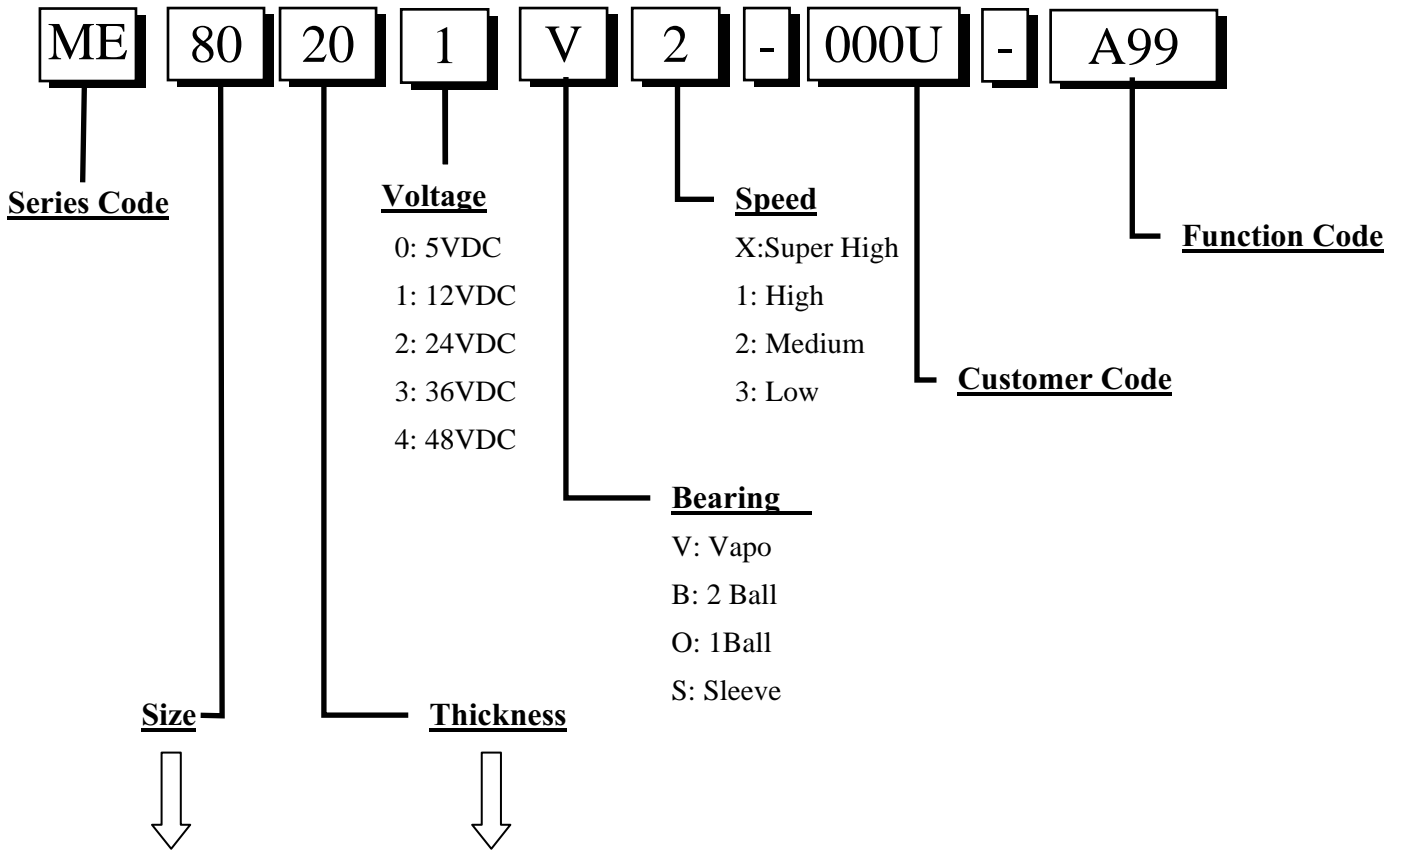 ME 80 20 1 V 2 - 000U - A99
Series Code
Voltage
0: 5VDC
1: 12VDC
2: 24VDC
3: 36VDC
4: 48VDC
Speed
X:Super High
1: High
2: Medium
3: Low
Function Code
Customer Code
Bearing
V: Vapo
B: 2 Ball
O: 1Ball
S: Sleeve
Size
Thickness